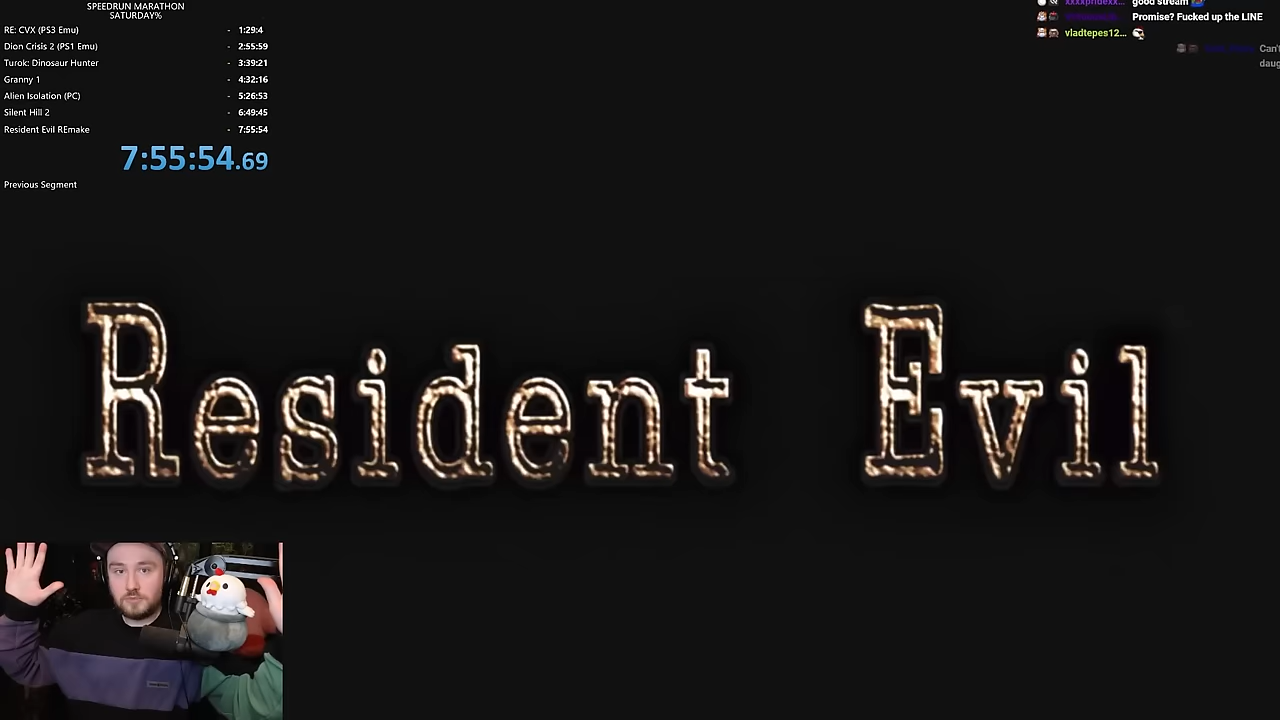 SPEEDRUN MARATHON
SATURDAY%
RE: CVX (PS3 Emu) - 1:29:4
Dion Crisis 2 (PS1 Emu) - 2:55:59
Turok: Dinosaur Hunter - 3:39:21
Granny 1 - 4:32:16
Alien Isolation (PC) - 5:26:53
Silent Hill 2 - 6:49:45
Resident Evil REmake - 7:55:54
7:55:54.69
Previous Segment
good stream
Promise? Fucked up the LINE
vladtepes12...
Can't
daug
Resident Evil